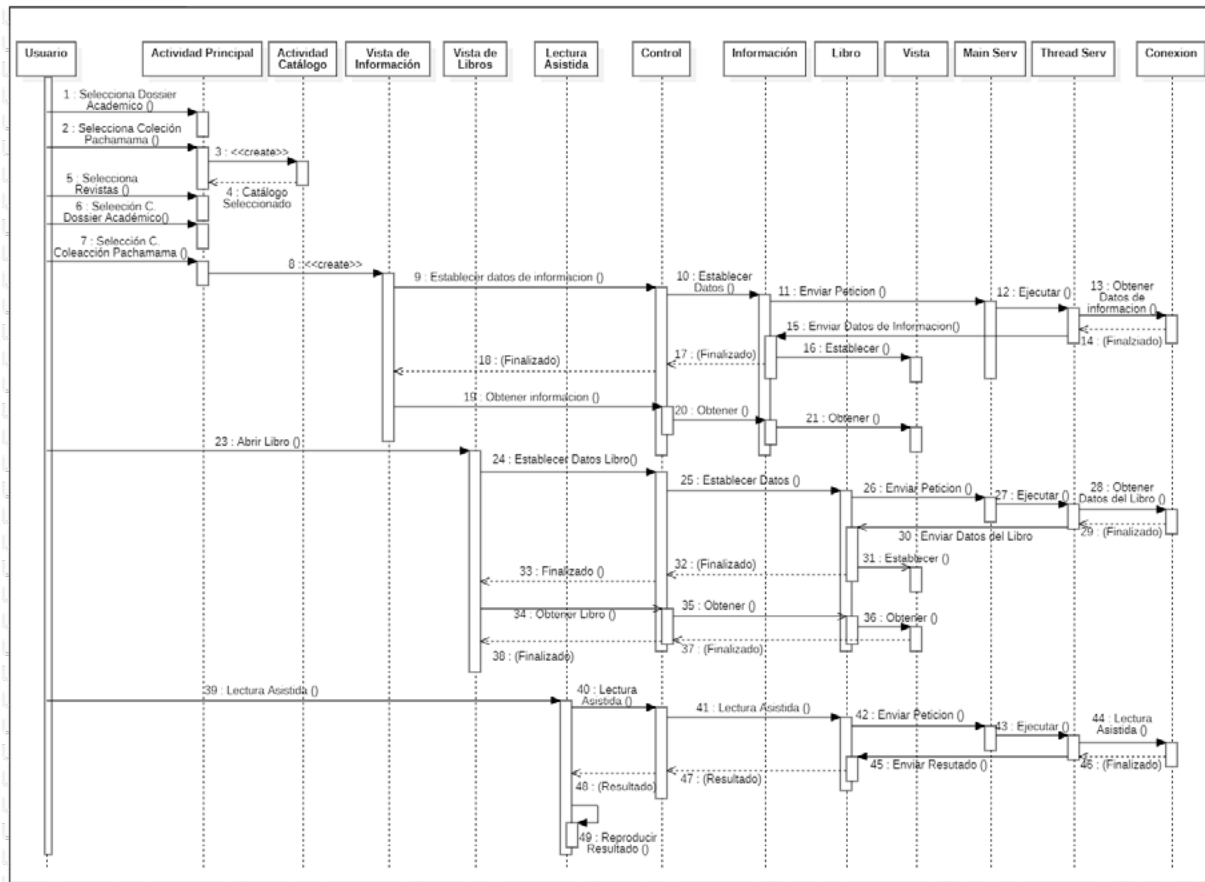 Usuario
Actividad Principal
Actividad
Catálogo
Vista de
Información
Vista de
Libros
Lectura
Asistida
Control
Información
Libro
Vista
Main Serv
Thread Serv
Conexion
1 : Selecciona Dossier
Academico ()
2 : Selecciona Coleción
Pachamama ()
3 : <<create>>
4 : Catálogo
Seleccionado
5 : Selecciona
Revistas ()
6 : Seleeción C.
Dossier Académico()
7 : Selección C.
Coleacción Pachamama ()
8 : <<create>>
9 : Establecer datos de informacion ()
10 : Establecer
Datos ()
11 : Enviar Peticion ()
12 : Ejecutar ()
13 : Obtener
Datos de
informacion ()
14 : (Finalziado)
15 : Enviar Datos de Informacion()
16 : Establecer ()
17 : (Finalizado)
18 : (Finalizado)
19 : Obtener informacion ()
20 : Obtener ()
21 : Obtener ()
23 : Abrir Libro ()
24 : Establecer Datos Libro()
25 : Establecer Datos ()
26 : Enviar Peticion ()
27 : Ejecutar ()
28 : Obtener
Datos del Libro ()
29 : (Finalizado)
30 : Enviar Datos del Libro
31 : Establecer ()
32 : (Finalizado)
33 : Finalizado ()
34 : Obtener Libro ()
35 : Obtener ()
36 : Obtener ()
37 : (Finalizado)
38 : (Finalizado)
39 : Lectura Asistida ()
40 : Lectura
Asistida ()
41 : Lectura Asistida ()
42 : Enviar Peticion ()
43 : Ejecutar ()
44 : Lectura
Asistida ()
45 : Enviar Resutado ()
46 : (Finalizado)
47 : (Resultado)
48 : (Resultado)
49 : Reproducir
Resultado ()